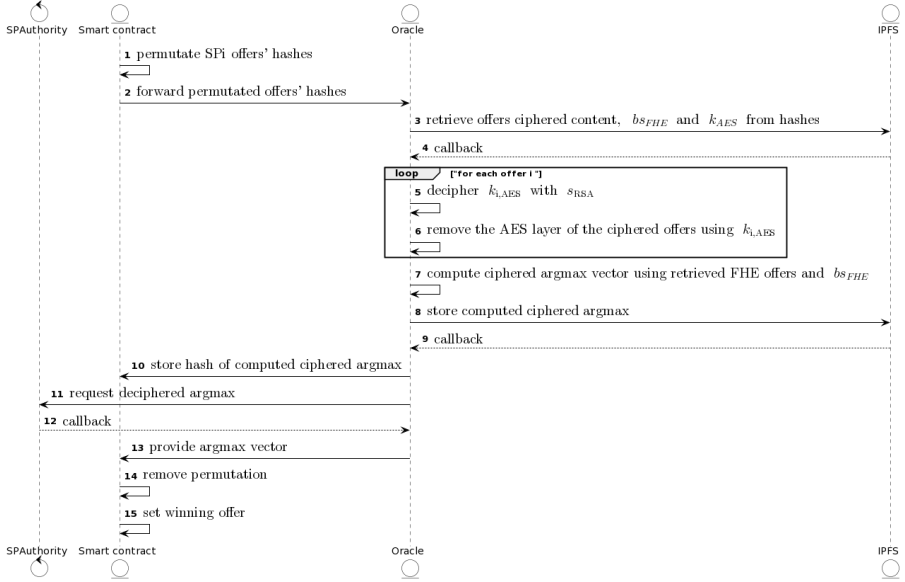 SPAuthority Smart contract Oracle IPFS
1 permutate SPi offers' hashes
2 forward permutated offers' hashes
3 retrieve offers ciphered content, bs_FHE and k_AES from hashes
4 callback
loop ["for each offer i "]
5 decipher k_i,AES with s_RSA
6 remove the AES layer of the ciphered offers using k_i,AES
7 compute ciphered argmax vector using retrieved FHE offers and bs_FHE
8 store computed ciphered argmax
9 callback
10 store hash of computed ciphered argmax
11 request deciphered argmax
12 callback
13 provide argmax vector
14 remove permutation
15 set winning offer
SPAuthority Smart contract Oracle IPFS